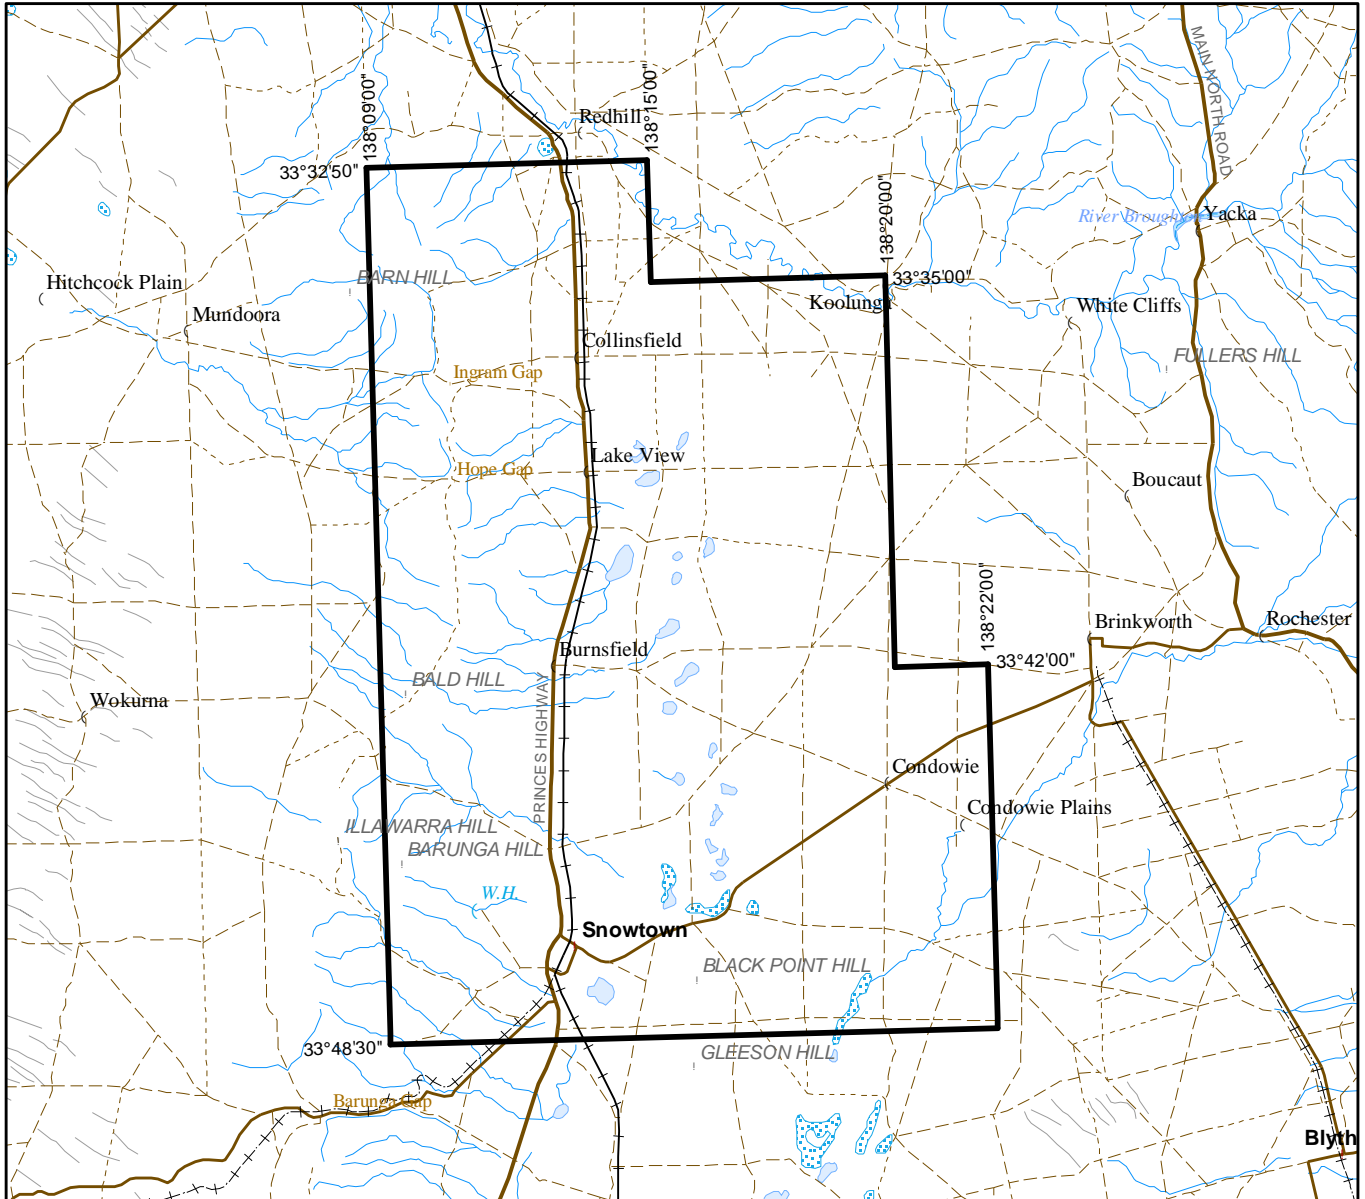 MAIN NORTH ROAD
138°09'00"
138°15'00"
Redhill
33°32'50"
138°20'00"
River Broughton
Yacka
BARN HILL
33°35'00"
Hitchcock Plain
Koolunga
White Cliffs
Mundoora
Collinsfield
FULLERS HILL
Ingram Gap
Lake View
Hope Gap
Boucaut
138°22'00"
Brinkworth
Rochester
Burnsfield
33°42'00"
BALD HILL
Wokurna
PRINCES HIGHWAY
Condowie
Condowie Plains
ILLAWARRA HILL
BARUNGA HILL
W.H.
Snowtown
BLACK POINT HILL
33°48'30"
GLEESON HILL
Barunga Gap
Blyth